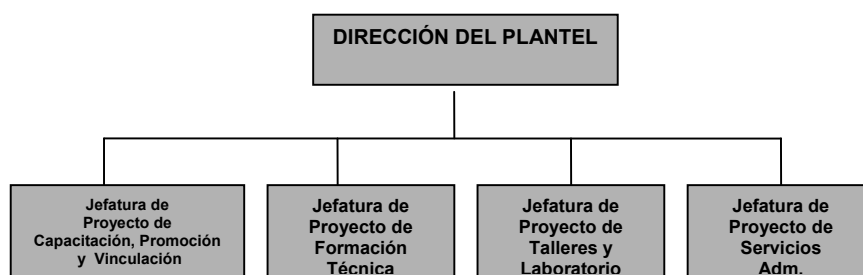 DIRECCIÓN DEL PLANTEL
Jefatura de
Proyecto de
Capacitación, Promoción
y Vinculación
Jefatura de
Proyecto de
Formación
Técnica
Jefatura de
Proyecto de
Talleres y
Laboratorio
Jefatura de
Proyecto de
Servicios
Adm.